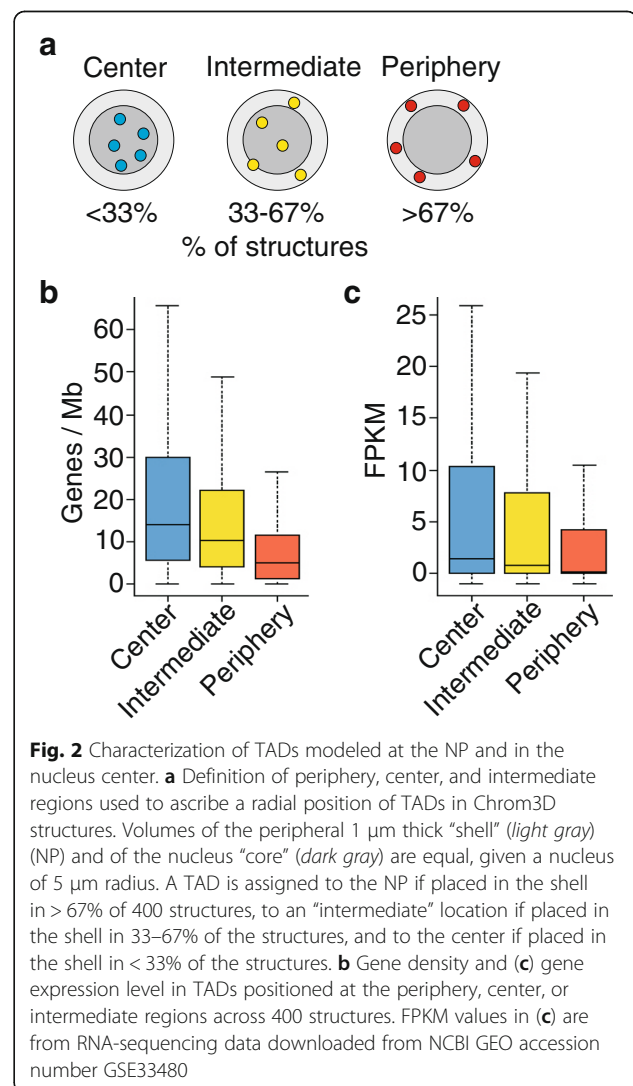 a
Center Intermediate Periphery
<33% 33-67% >67%
% of structures
b
c
Genes / Mb
60
50
40
30
20
10
0
Center
Intermediate
Periphery
FPKM
25
20
15
10
5
0
Center
Intermediate
Periphery
Fig. 2 Characterization of TADs modeled at the NP and in the
nucleus center. a Definition of periphery, center, and intermediate
regions used to ascribe a radial position of TADs in Chrom3D
structures. Volumes of the peripheral 1 μm thick “shell” (light gray)
(NP) and of the nucleus “core” (dark gray) are equal, given a nucleus
of 5 μm radius. A TAD is assigned to the NP if placed in the shell
in > 67% of 400 structures, to an “intermediate” location if placed in
the shell in 33–67% of the structures, and to the center if placed in
the shell in < 33% of the structures. b Gene density and (c) gene
expression level in TADs positioned at the periphery, center, or
intermediate regions across 400 structures. FPKM values in (c) are
from RNA-sequencing data downloaded from NCBI GEO accession
number GSE33480